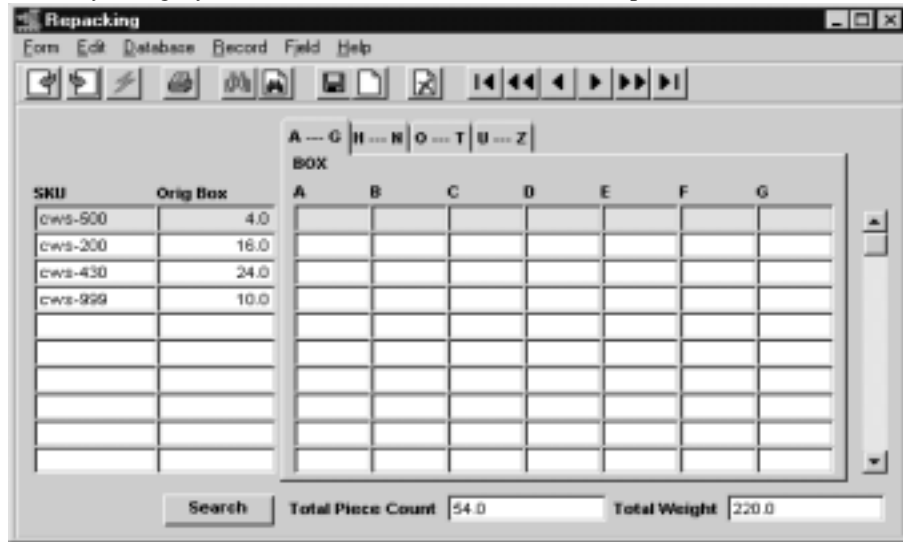 Repacking
Form Edit Database Record Field Help
A --- G H --- N O --- T U --- Z
BOX
SKU Orig Box A B C D E F G
cws-500 4.0
cws-200 16.0
cws-430 24.0
cws-999 10.0
Search Total Piece Count 54.0 Total Weight 220.0